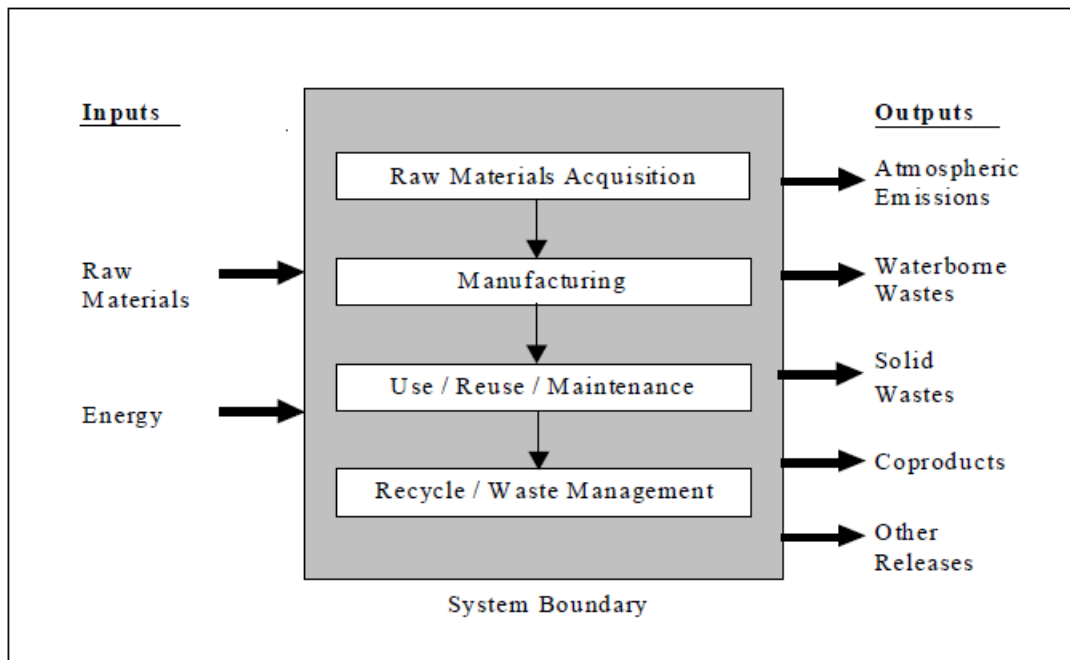 Inputs
Raw
Materials
Energy
Raw Materials Acquisition
Manufacturing
Use / Reuse / Maintenance
Recycle / Waste Management
System Boundary
Outputs
Atmospheric
Emissions
Waterborne
Wastes
Solid
Wastes
Coproducts
Other
Releases